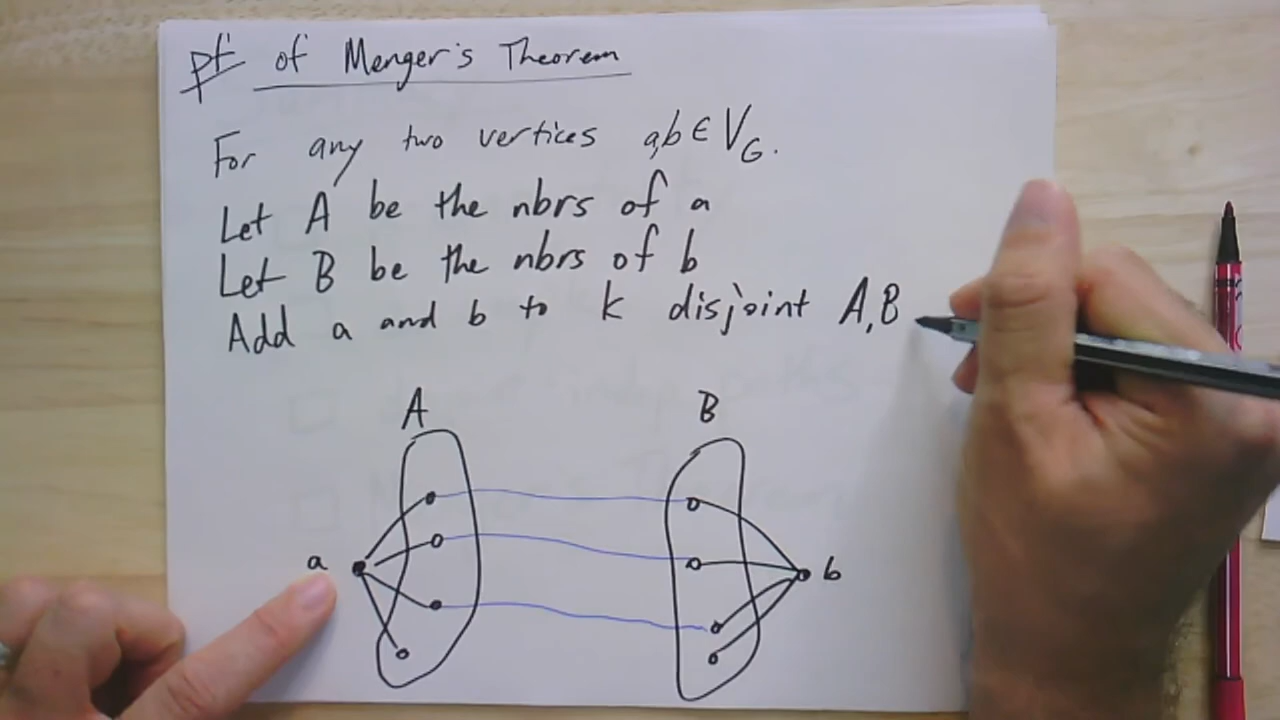 pf of Menger's Theorem
For any two vertices a,b ∈ V_G.
Let A be the nbrs of a
Let B be the nbrs of b
Add a and b to k disjoint A,B
A B
a b